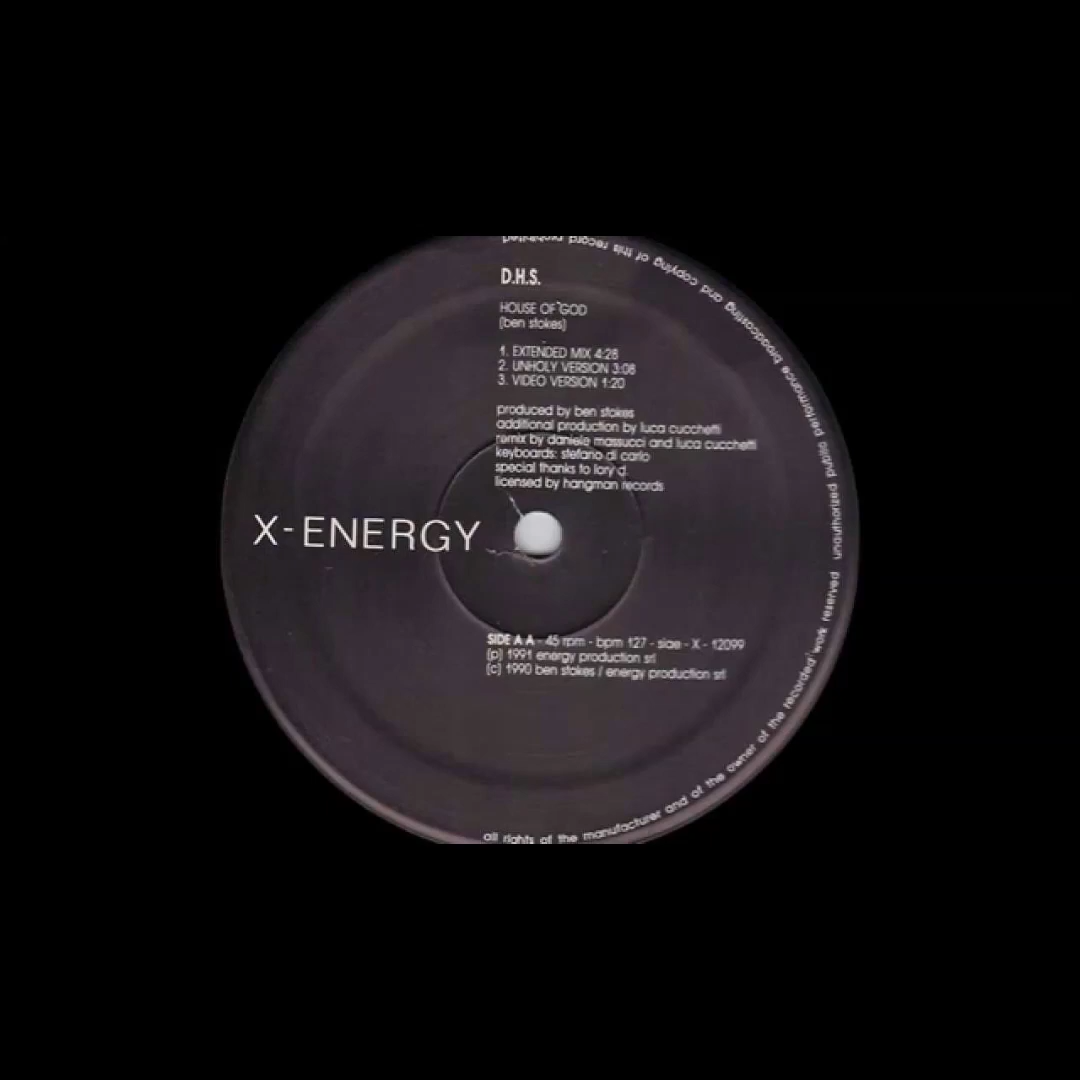 D.H.S.
HOUSE OF GOD
(ben stokes)
1. EXTENDED MIX 4:28
2. UNHOLY VERSION 3:08
3. VIDEO VERSION 1:20
produced by ben stokes
additional production by luca cucchetti
remix by daniele massucci and luca cucchetti
keyboards: stefano di carlo
special thanks to lory d.
licensed by hangman records
X-ENERGY
SIDE A A - 45 rpm - bpm 127 - siae - X - 12099
(p) 1991 energy production srl
(c) 1990 ben stokes / energy production srl
all rights of the manufacturer and of the owner of the recorded work reserved unauthorized public performance broadcasting and copying of this record prohibited